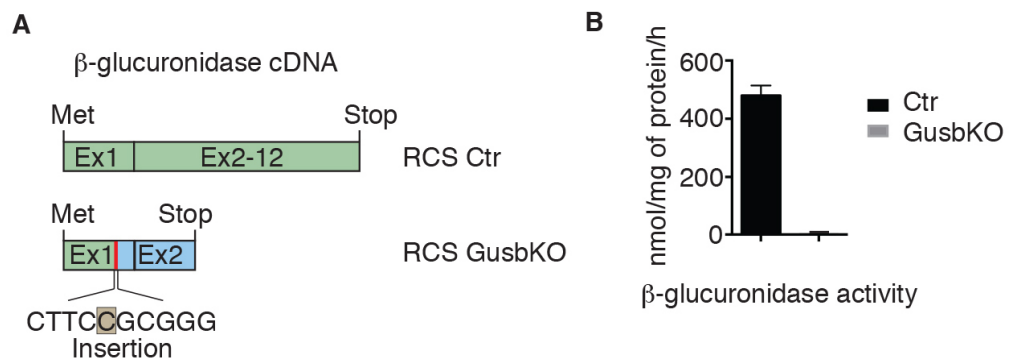 A
β-glucuronidase cDNA
Met Stop
Ex1 Ex2-12 RCS Ctr
Met Stop
Ex1 Ex2 RCS GusbKO
CTTCCGCGGG
Insertion
B
nmol/mg of protein/h
600
400
200
0
Ctr
GusbKO
β-glucuronidase activity